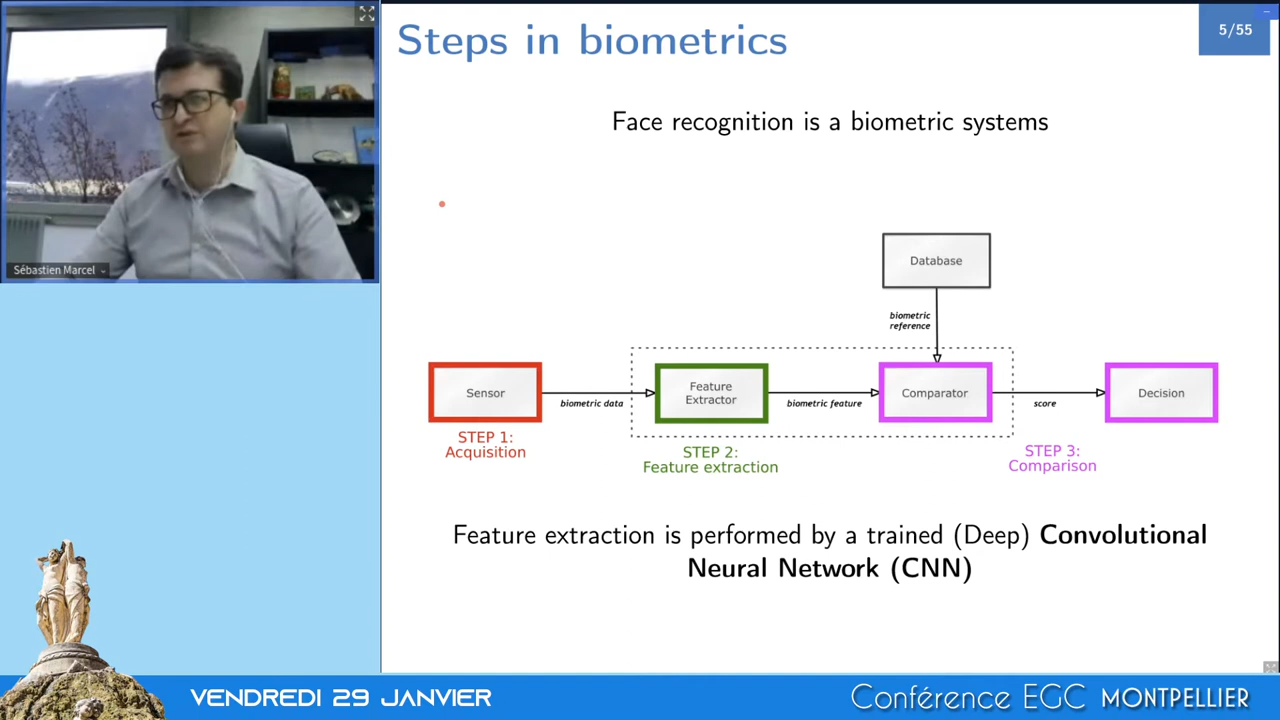 Steps in biometrics
5/55
Face recognition is a biometric systems
Sébastien Marcel
Database
biometric
reference
Sensor
biometric data
Feature
Extractor
biometric feature
Comparator
score
Decision
STEP 1:
Acquisition
STEP 2:
Feature extraction
STEP 3:
Comparison
Feature extraction is performed by a trained (Deep) Convolutional
Neural Network (CNN)
VENDREDI 29 JANVIER
Conférence EGC MONTPELLIER